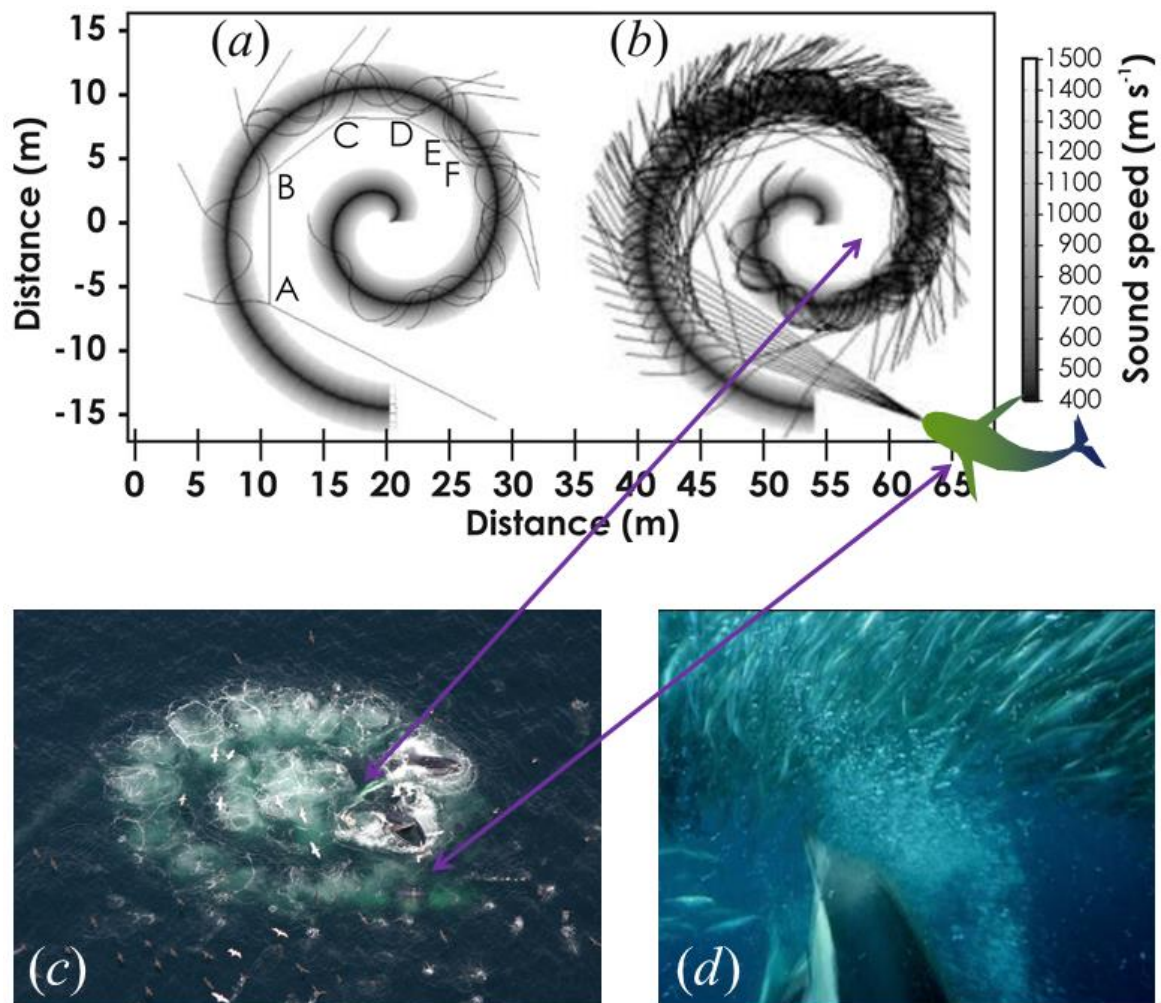 (a)
(b)
15
10
5
0
-5
-10
-15
Distance (m)
A
B
C
D
E
F
0 5 10 15 20 25 30 35 40 45 50 55 60 65
Distance (m)
1500
1400
1300
1200
1100
1000
900
800
700
600
500
400
Sound speed (m s⁻¹)
(c)
(d)